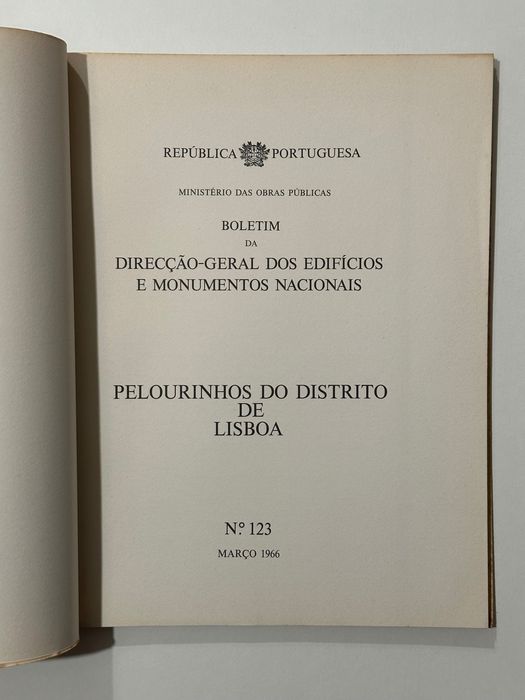 REPÚBLICA PORTUGUESA
MINISTÉRIO DAS OBRAS PÚBLICAS
BOLETIM
DA
DIRECÇÃO-GERAL DOS EDIFÍCIOS
E MONUMENTOS NACIONAIS
PELOURINHOS DO DISTRITO
DE
LISBOA
N.º 123
MARÇO 1966